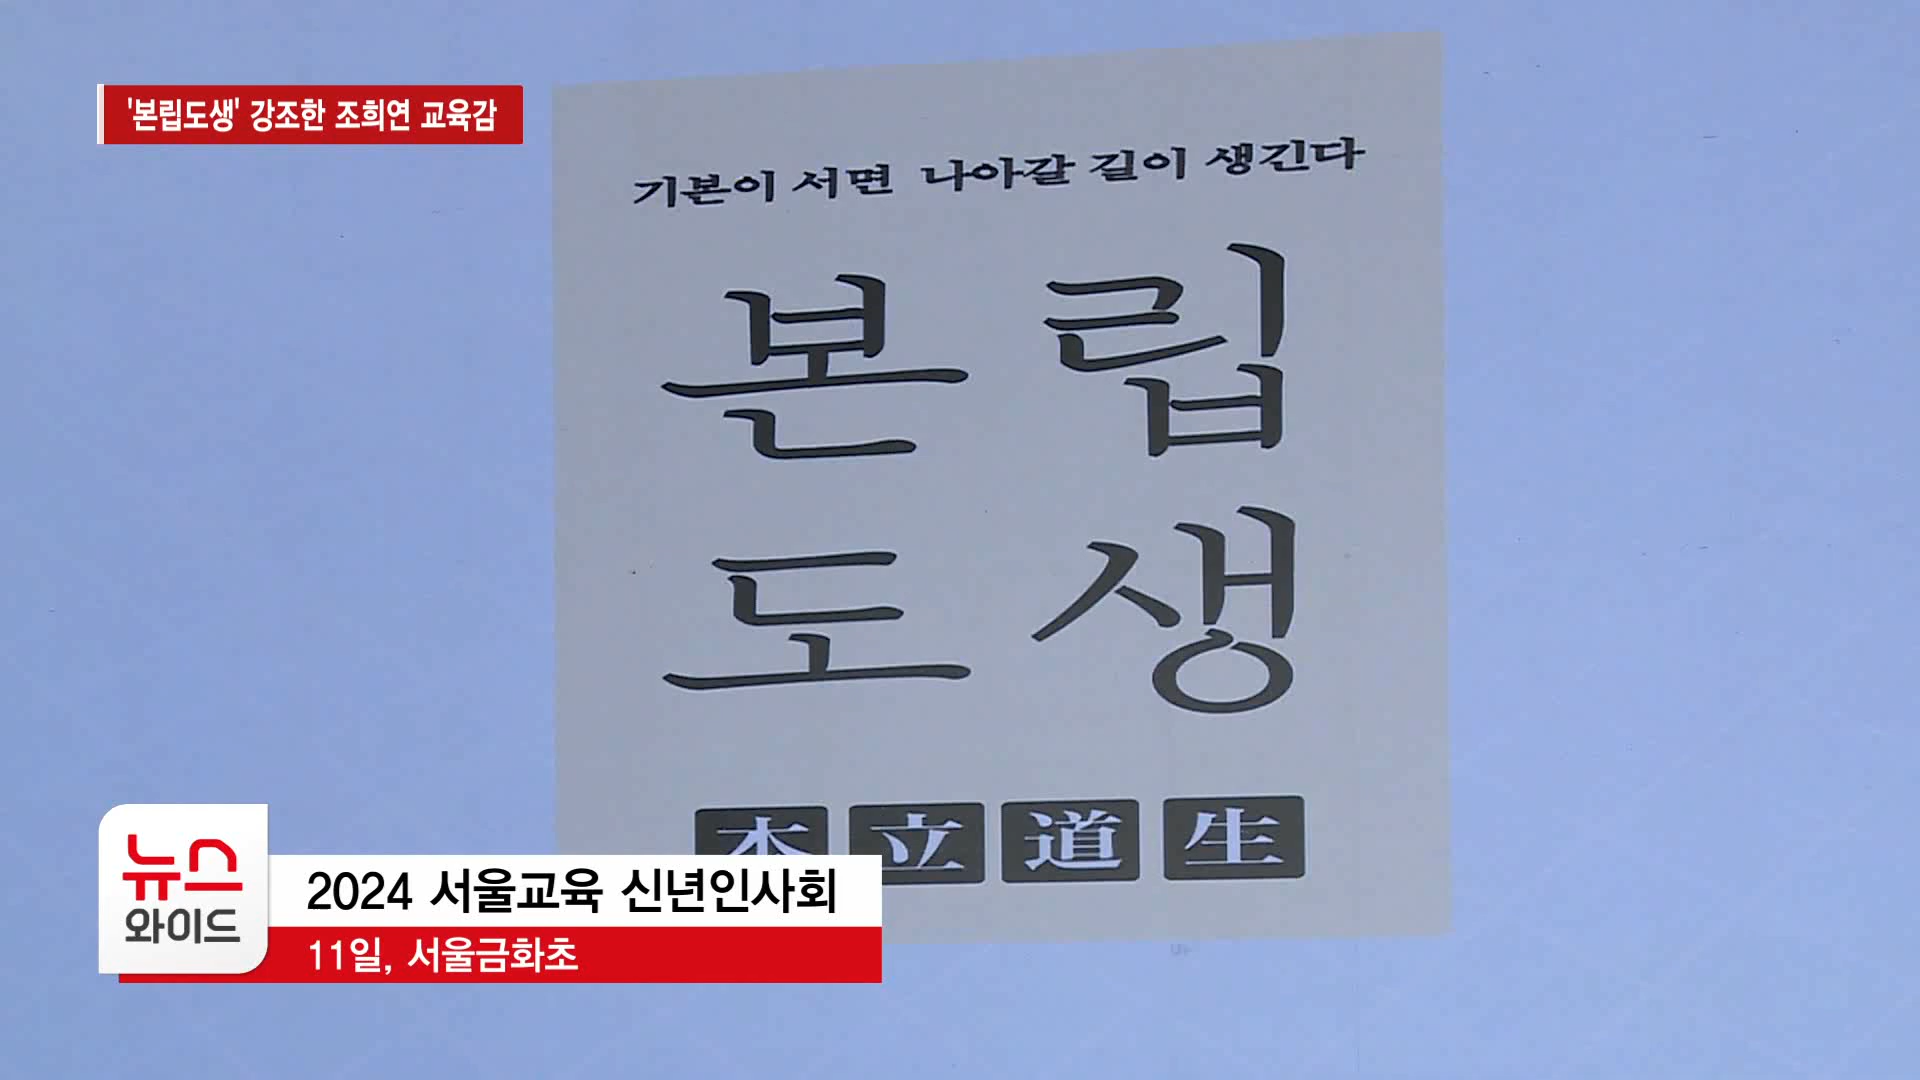 '본립도생' 강조한 조희연 교육감
기본이 서면 나아갈 길이 생긴다
본립
도생
本立道生
뉴스
와이드
2024 서울교육 신년인사회
11일, 서울금화초